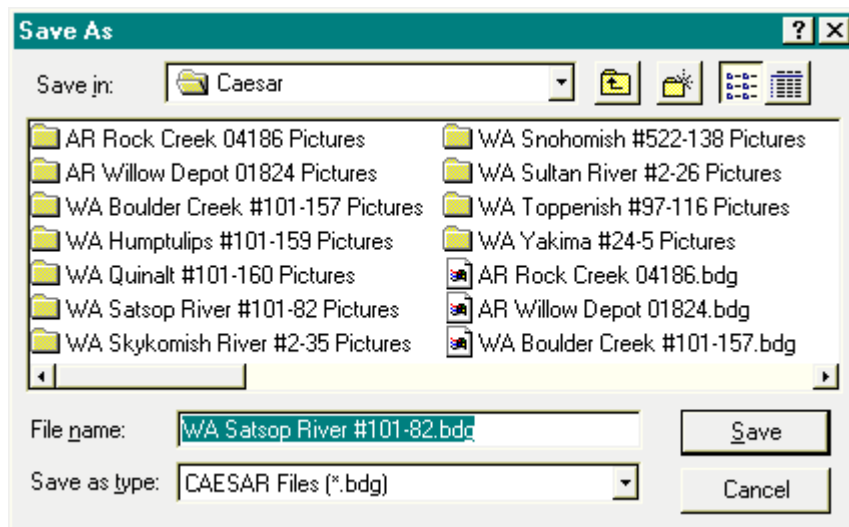 Save As
Save in: Caesar
AR Rock Creek 04186 Pictures
AR Willow Depot 01824 Pictures
WA Boulder Creek #101-157 Pictures
WA Humptulips #101-159 Pictures
WA Quinalt #101-160 Pictures
WA Satsop River #101-82 Pictures
WA Skykomish River #2-35 Pictures
WA Snohomish #522-138 Pictures
WA Sultan River #2-26 Pictures
WA Toppenish #97-116 Pictures
WA Yakima #24-5 Pictures
AR Rock Creek 04186.bdg
AR Willow Depot 01824.bdg
WA Boulder Creek #101-157.bdg
File name: WA Satsop River #101-82.bdg
Save
Save as type: CAESAR Files (*.bdg)
Cancel